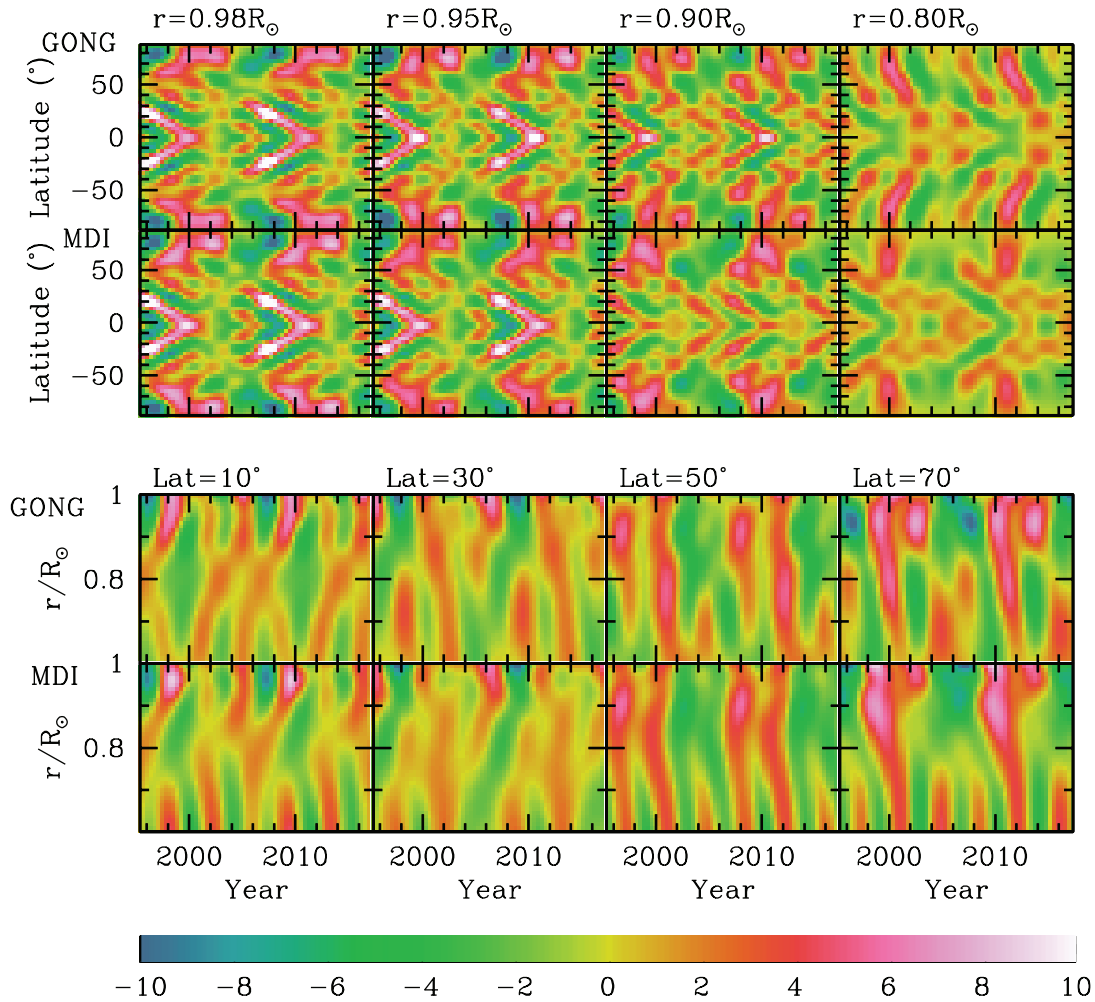 r=0.98R⊙ r=0.95R⊙ r=0.90R⊙ r=0.80R⊙
GONG
Latitude (°)
50
0
−50
MDI
Latitude (°)
50
0
−50
Lat=10° Lat=30° Lat=50° Lat=70°
GONG
1
r/R⊙
0.8
MDI
1
r/R⊙
0.8
2000 2010 2000 2010 2000 2010 2000 2010
Year Year Year Year
−10 −8 −6 −4 −2 0 2 4 6 8 10